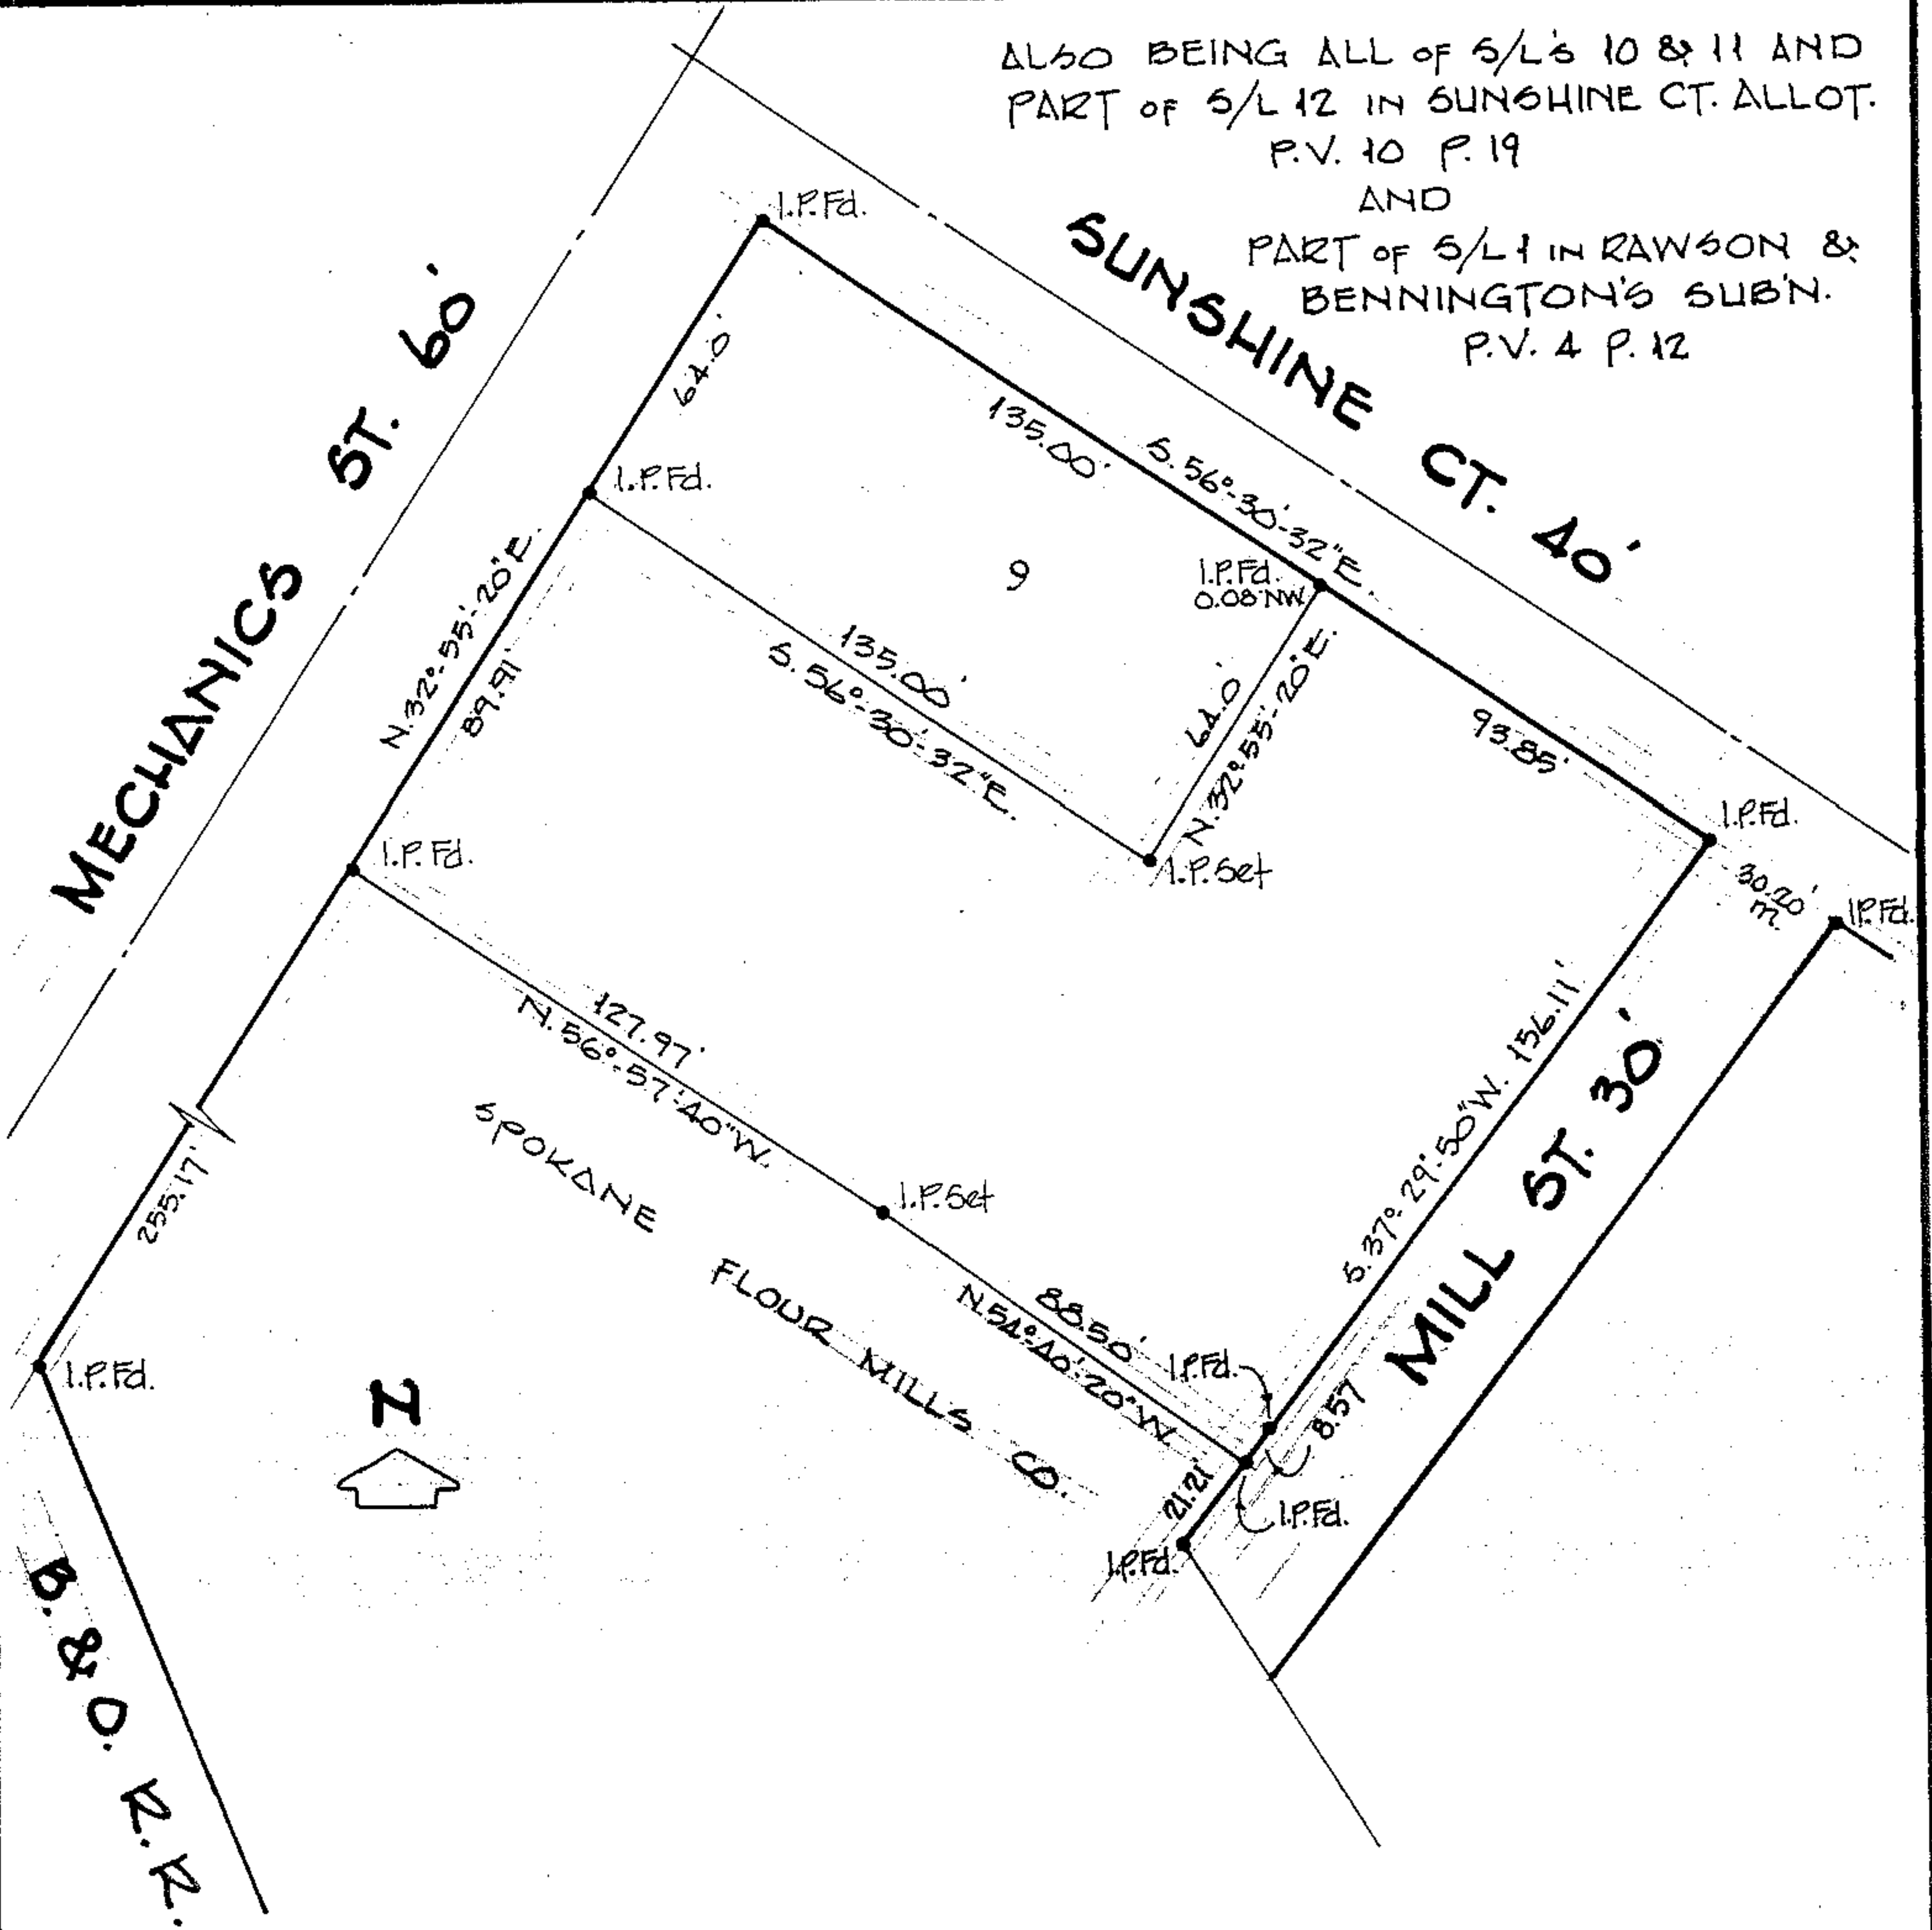 ALSO BEING ALL OF S/L'S 10 & 11 AND
PART OF S/L 12 IN SUNSHINE CT. ALLOT.
P.V. 10 P. 19
AND
PART OF S/L 1 IN RAWSON &
BENNINGTON'S SUB'N.
P.V. 4 P. 12
SUNSHINE CT. 40'
MECHANICS ST. 60'
I.P.Fd.
64.0'
135.00'
S.56°-30'-32"E.
I.P.Fd.
9
I.P.Fd.
0.08'NW.
N.32°-55'-20"E.
89.91'
135.00'
S.56°-30'-32"E.
64.0'
N.32°-55'-20"E.
93.85'
I.P.Fd.
I.P.Set
I.P.Fd.
30.20'
m.
I.P.Fd.
127.97'
N.56°-57'-40"W.
S.37°-29'-50"W. 156.11'
MILL ST. 30'
SPOKANE FLOUR MILLS CO.
255.17'
I.P.Set
88.50'
N.54°-40'-20"W.
I.P.Fd.
I.P.Fd.
8.57
N
21.21'
I.P.Fd.
I.P.Fd.
B. & O. R.R.